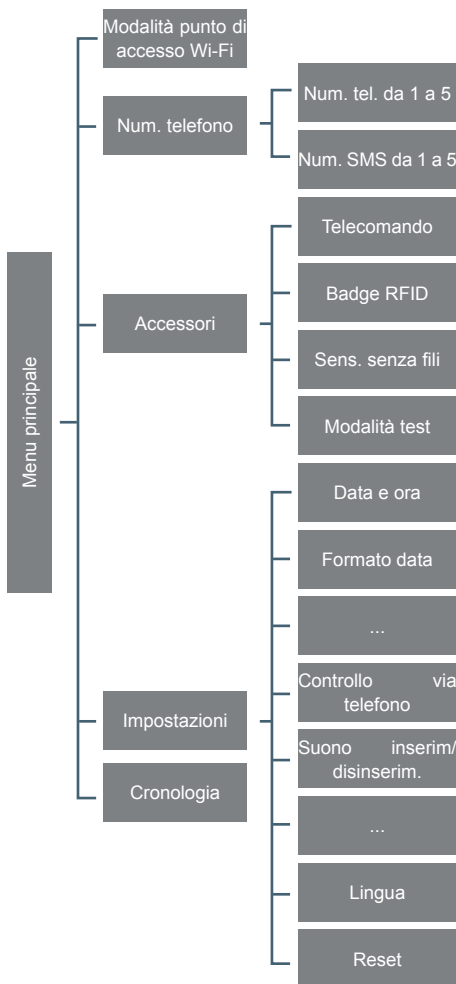 Menu principale
Modalità punto di
accesso Wi-Fi
Num. telefono
Num. tel. da 1 a 5
Num. SMS da 1 a 5
Accessori
Telecomando
Badge RFID
Sens. senza fili
Modalità test
Impostazioni
Data e ora
Formato data
...
Controllo via
telefono
Suono inserim/
disinserim.
...
Lingua
Reset
Cronologia